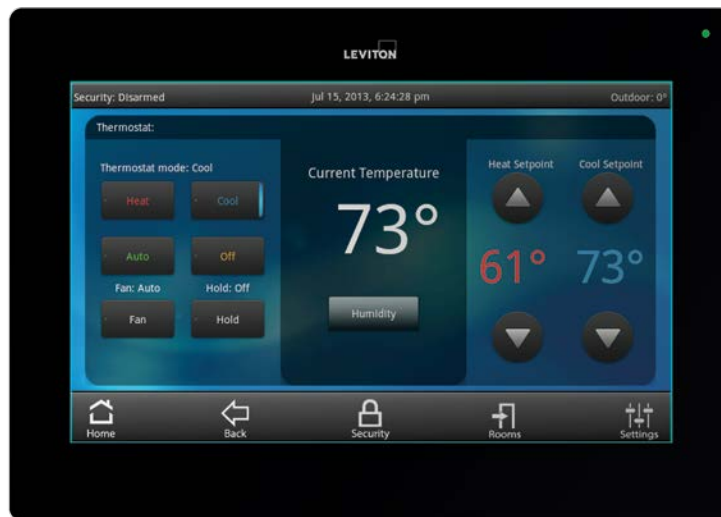 LEVITON
Security: Disarmed Jul 15, 2013, 6:24:28 pm Outdoor: 0°
Thermostat:
Thermostat mode: Cool
Heat Cool
Auto Off
Fan: Auto Hold: Off
Fan Hold
Current Temperature
73°
Humidity
Heat Setpoint Cool Setpoint
61° 73°
Home Back Security Rooms Settings